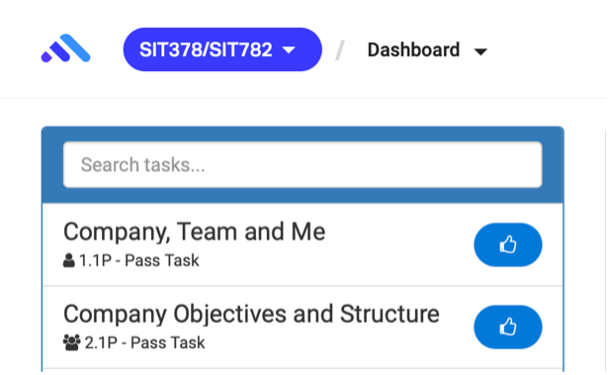 SIT378/SIT782 / Dashboard
Search tasks...
Company, Team and Me
1.1P - Pass Task
Company Objectives and Structure
2.1P - Pass Task